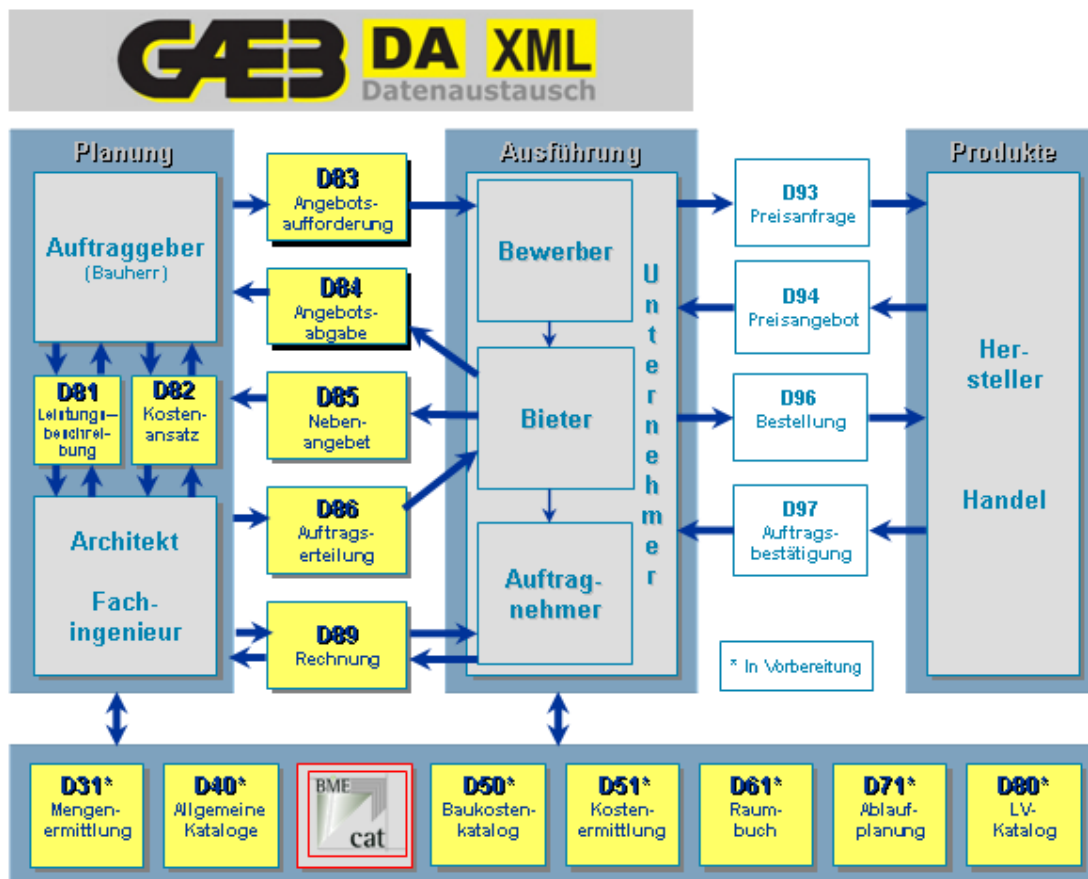 GAEB DA XML
Datenaustausch
Planung
Auftraggeber
(Bauherr)
D81
Leistungs-
beschrei-
bung
D82
Kosten-
ansatz
Architekt
Fach-
ingenieur
D83
Angebots-
aufforderung
D84
Angebots-
abgabe
D85
Neben-
angebet
D86
Auftrags-
erteilung
D89
Rechnung
Ausführung
Bewerber
Bieter
Auftrag-
nehmer
Unternehmer
D93
Preisanfrage
D94
Preisangebot
D96
Bestellung
D97
Auftrags-
bestätigung
* In Vorbereitung
Produkte
Her-
steller
Handel
D31*
Mengen-
ermittlung
D40*
Allgemeine
Kataloge
BME
cat
D50*
Baukosten-
katalog
D51*
Kosten-
ermittlung
D61*
Raum-
buch
D71*
Ablauf-
planung
D80*
LV-
Katalog